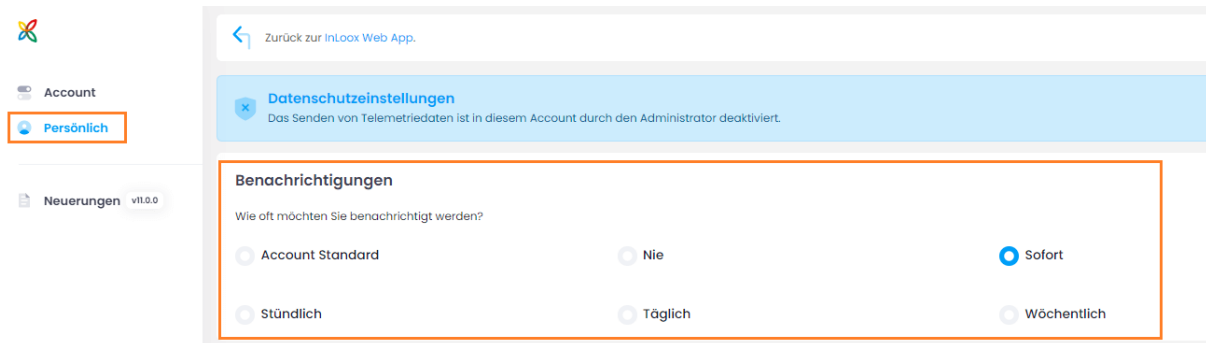 Zurück zur InLoox Web App.
Account
Datenschutzeinstellungen
Das Senden von Telemetriedaten ist in diesem Account durch den Administrator deaktiviert.
Persönlich
Neuerungen v11.0.0
Benachrichtigungen
Wie oft möchten Sie benachrichtigt werden?
Account Standard Nie Sofort
Stündlich Täglich Wöchentlich